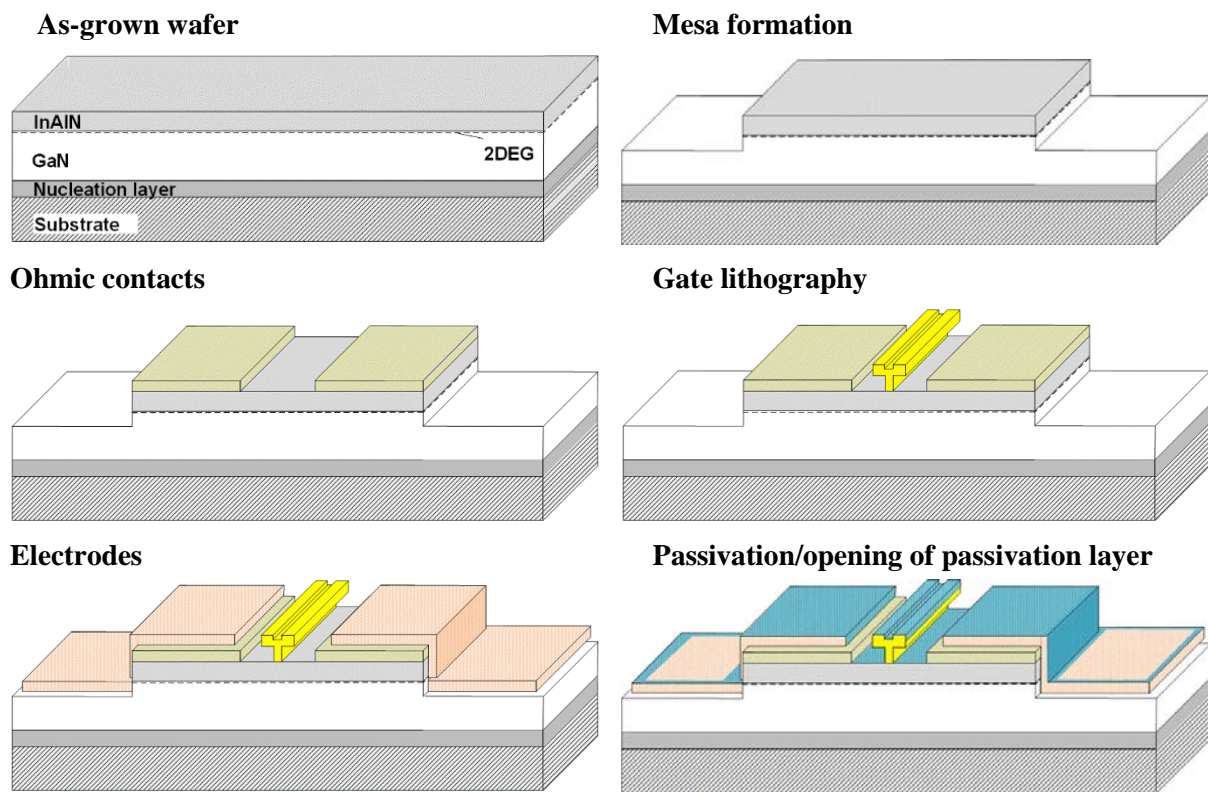 As-grown wafer
Mesa formation
InAlN
2DEG
GaN
Nucleation layer
Substrate
Ohmic contacts
Gate lithography
Electrodes
Passivation/opening of passivation layer